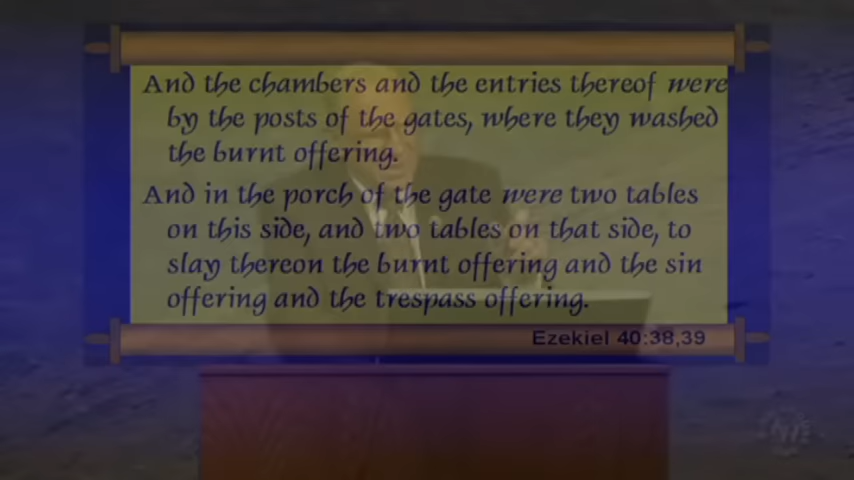 And the chambers and the entries thereof were
by the posts of the gates, where they washed
the burnt offering.
And in the porch of the gate were two tables
on this side, and two tables on that side, to
slay thereon the burnt offering and the sin
offering and the trespass offering.
Ezekiel 40:38,39